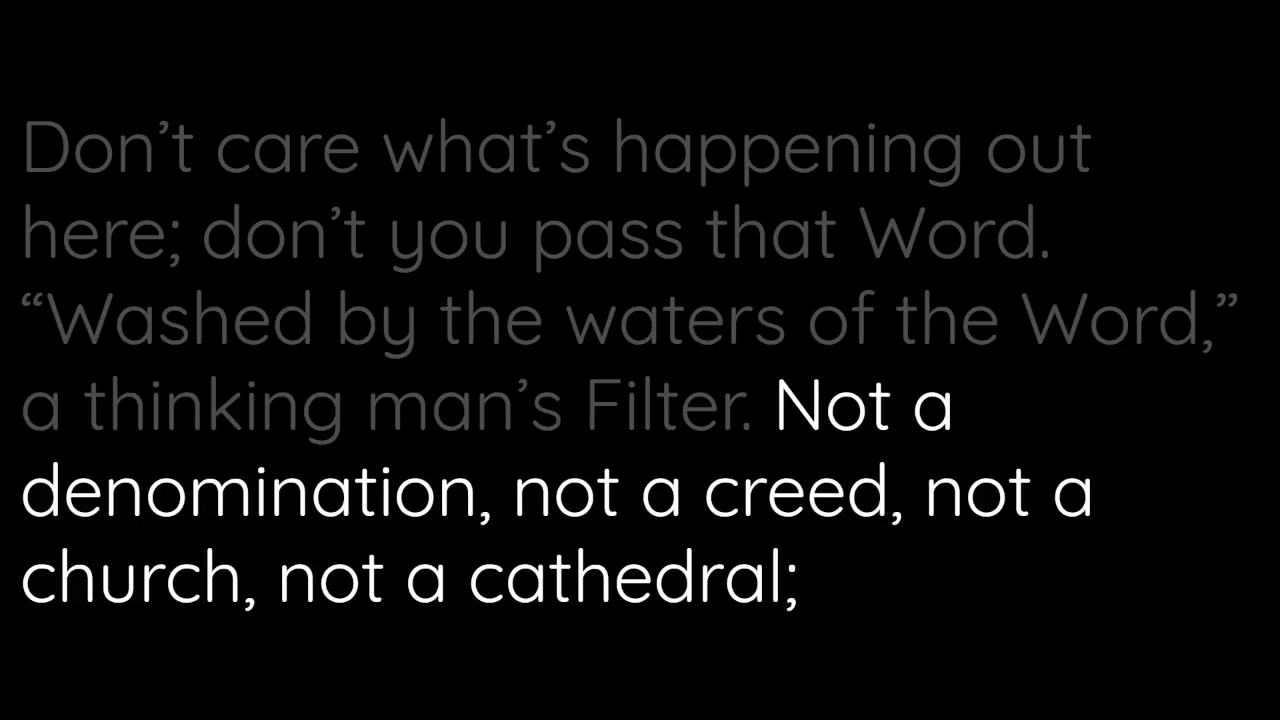 Don’t care what’s happening out
here; don’t you pass that Word.
“Washed by the waters of the Word,”
a thinking man’s Filter. Not a
denomination, not a creed, not a
church, not a cathedral;